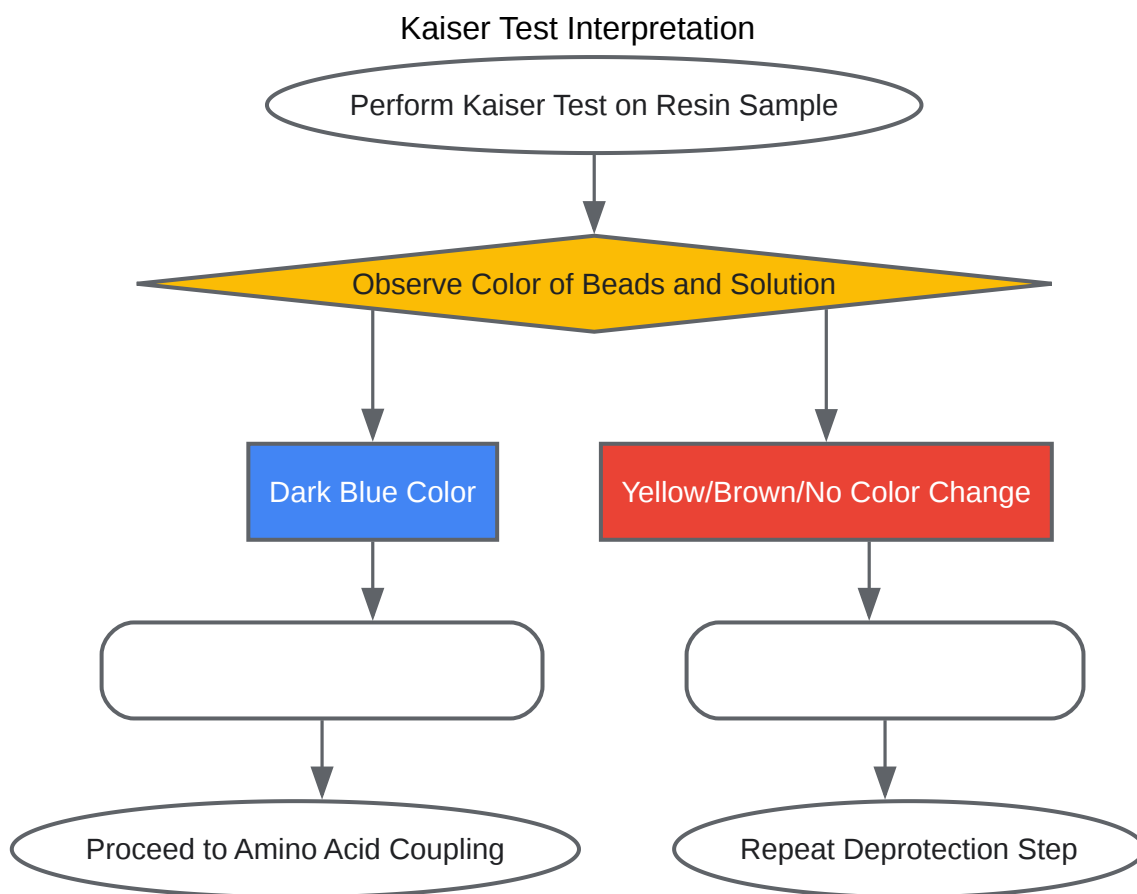 Kaiser Test Interpretation
Perform Kaiser Test on Resin Sample
Observe Color of Beads and Solution
Dark Blue Color
Yellow/Brown/No Color Change
Proceed to Amino Acid Coupling
Repeat Deprotection Step